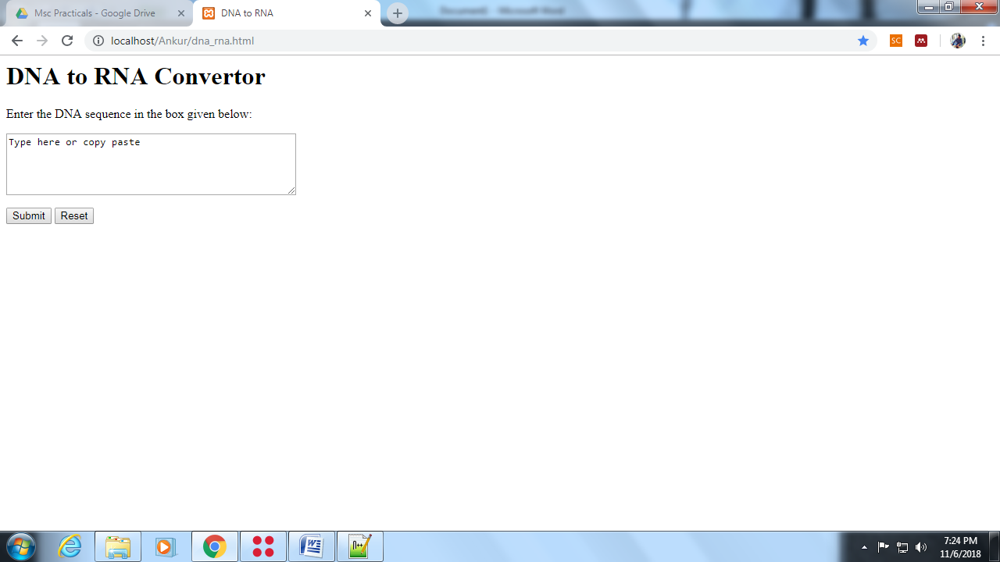 Msc Practicals - Google Drive
DNA to RNA
Document1 - Microsoft Word
localhost/Ankur/dna_rna.html
SC
DNA to RNA Convertor
Enter the DNA sequence in the box given below:
Type here or copy paste
Submit Reset
7:24 PM
11/6/2018